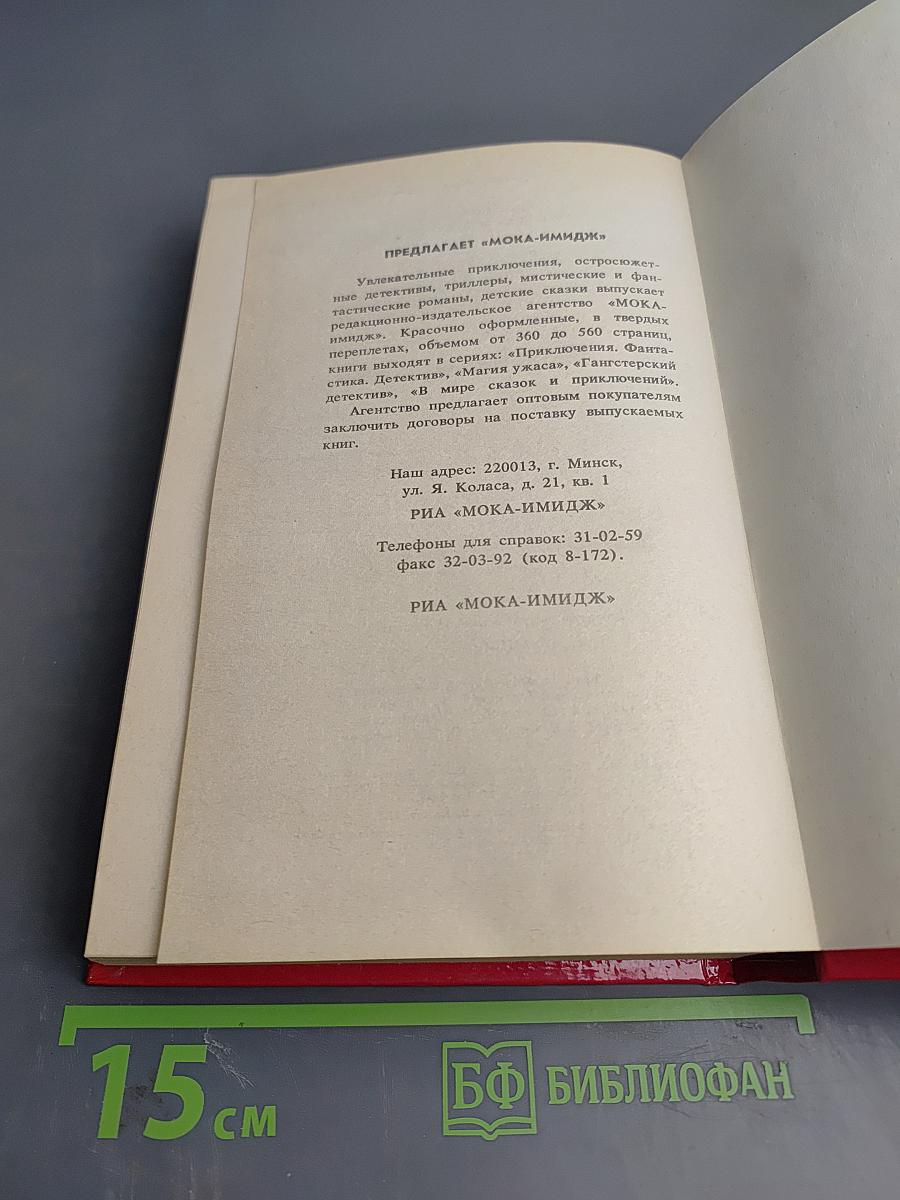 ПРЕДЛАГАЕТ «МОКА-ИМИДЖ»
Увлекательные приключения, остросюжет-
ные детективы, триллеры, мистические и фан-
тастические романы, детские сказки выпускает
редакционно-издательское агентство «МОКА-
имидж». Красочно оформленные, в твердых
переплетах, объемом от 360 до 560 страниц,
книги выходят в сериях: «Приключения. Фанта-
стика. Детектив», «Магия ужаса», «Гангстерский
детектив», «В мире сказок и приключений».
Агентство предлагает оптовым покупателям
заключить договоры на поставку выпускаемых
книг.
Наш адрес: 220013, г. Минск,
ул. Я. Коласа, д. 21, кв. 1
РИА «МОКА-ИМИДЖ»
Телефоны для справок: 31-02-59
факс 32-03-92 (код 8-172).
РИА «МОКА-ИМИДЖ»
15 см
БФ БИБЛИОФАН